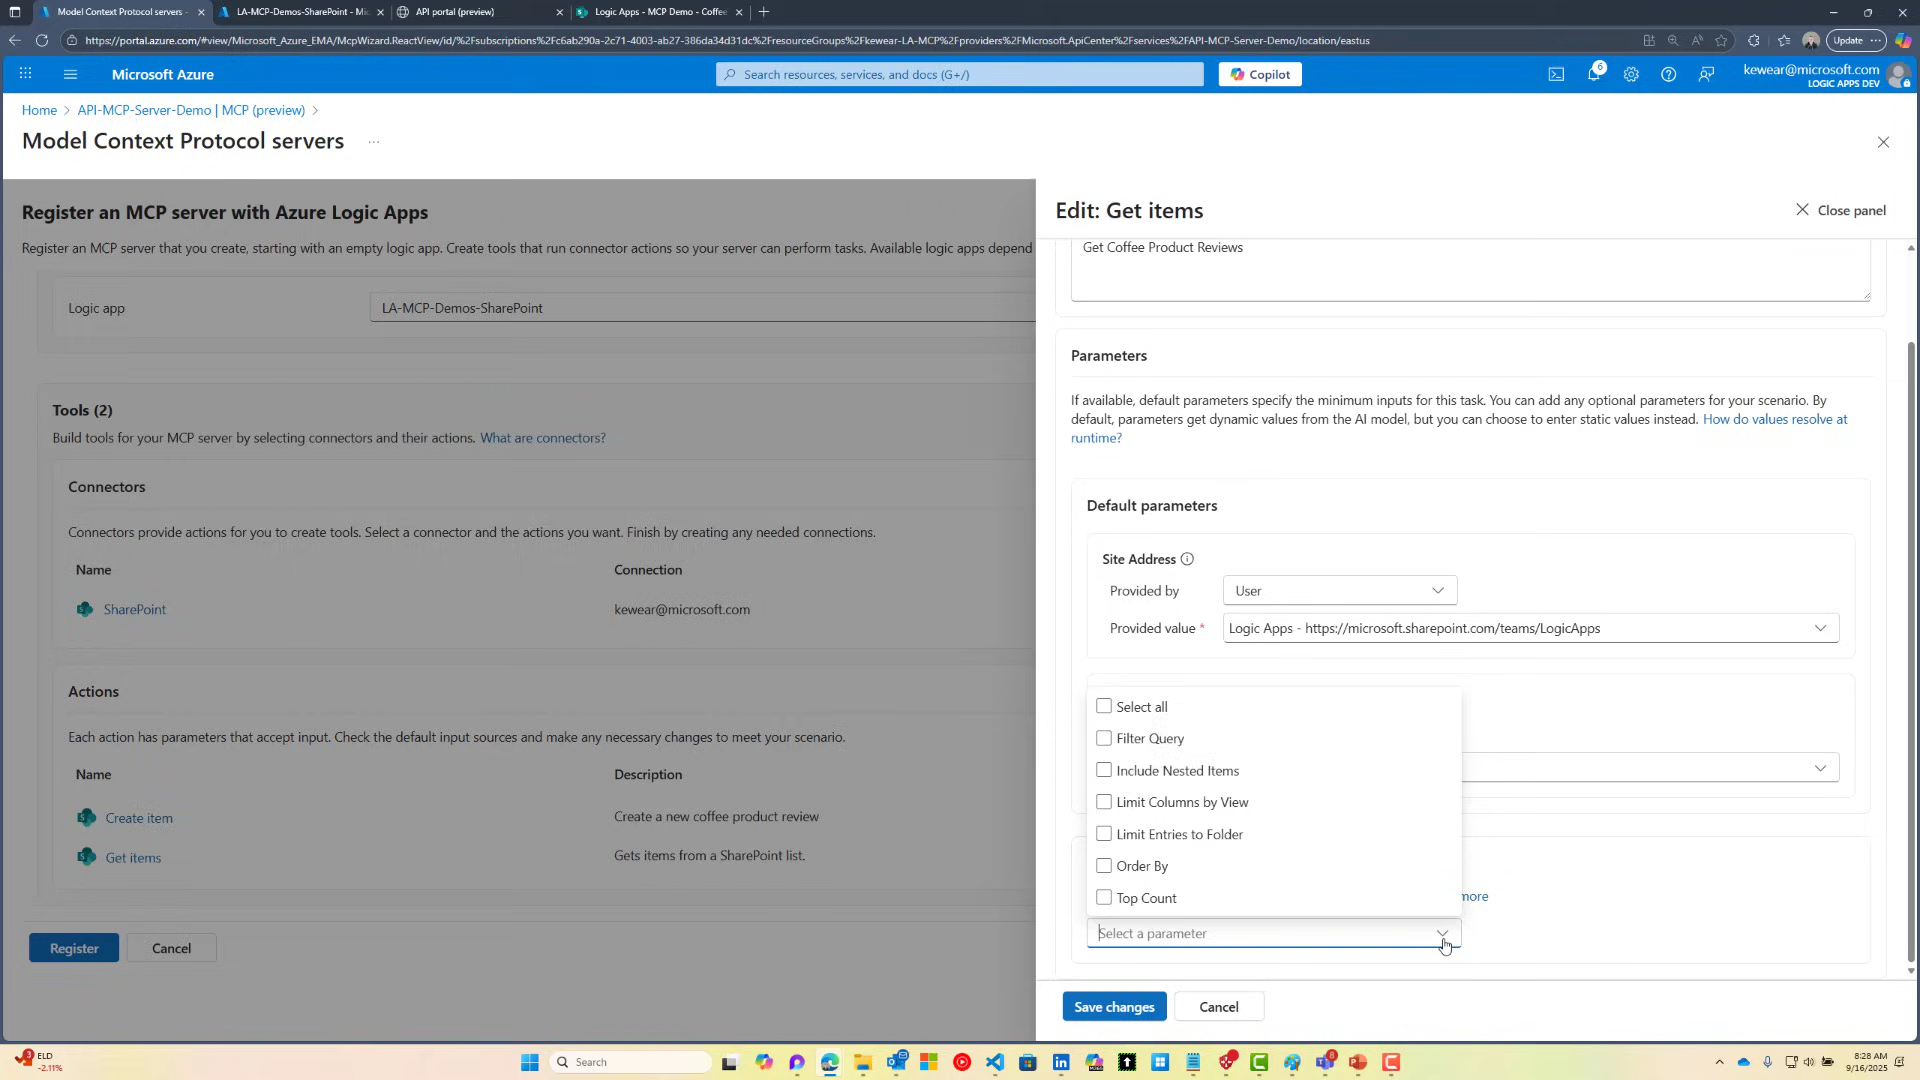 Model Context Protocol servers -
LA-MCP-Demos-SharePoint - Mic
API portal (preview)
Logic Apps - MCP Demo - Coffee
https://portal.azure.com/#view/Microsoft_Azure_EMA/McpWizard.ReactView/id/%2Fsubscriptions%2Fc6ab290a-2c71-4003-ab27-386da34d31dc%2FresourceGroups%2Fkewear-LA-MCP%2Fproviders%2FMicrosoft.ApiCenter%2Fservices%2FAPI-MCP-Server-Demo/location/eastus
Update
Microsoft Azure
Search resources, services, and docs (G+/)
Copilot
6
kewear@microsoft.com
LOGIC APPS DEV
Home > API-MCP-Server-Demo | MCP (preview) >
Model Context Protocol servers ...
Register an MCP server with Azure Logic Apps
Register an MCP server that you create, starting with an empty logic app. Create tools that run connector actions so your server can perform tasks. Available logic apps depend
Logic app
LA-MCP-Demos-SharePoint
Tools (2)
Build tools for your MCP server by selecting connectors and their actions. What are connectors?
Connectors
Connectors provide actions for you to create tools. Select a connector and the actions you want. Finish by creating any needed connections.
Name Connection
SharePoint kewear@microsoft.com
Actions
Each action has parameters that accept input. Check the default input sources and make any necessary changes to meet your scenario.
Name Description
Create item Create a new coffee product review
Get items Gets items from a SharePoint list.
Register Cancel
Edit: Get items
Close panel
Get Coffee Product Reviews
Parameters
If available, default parameters specify the minimum inputs for this task. You can add any optional parameters for your scenario. By
default, parameters get dynamic values from the AI model, but you can choose to enter static values instead. How do values resolve at
runtime?
Default parameters
Site Address
Provided by User
Provided value * Logic Apps - https://microsoft.sharepoint.com/teams/LogicApps
Select all
Filter Query
Include Nested Items
Limit Columns by View
Limit Entries to Folder
Order By
Top Count
more
Select a parameter
Save changes Cancel
ELD
-2.11%
Search
8:28 AM
9/16/2025